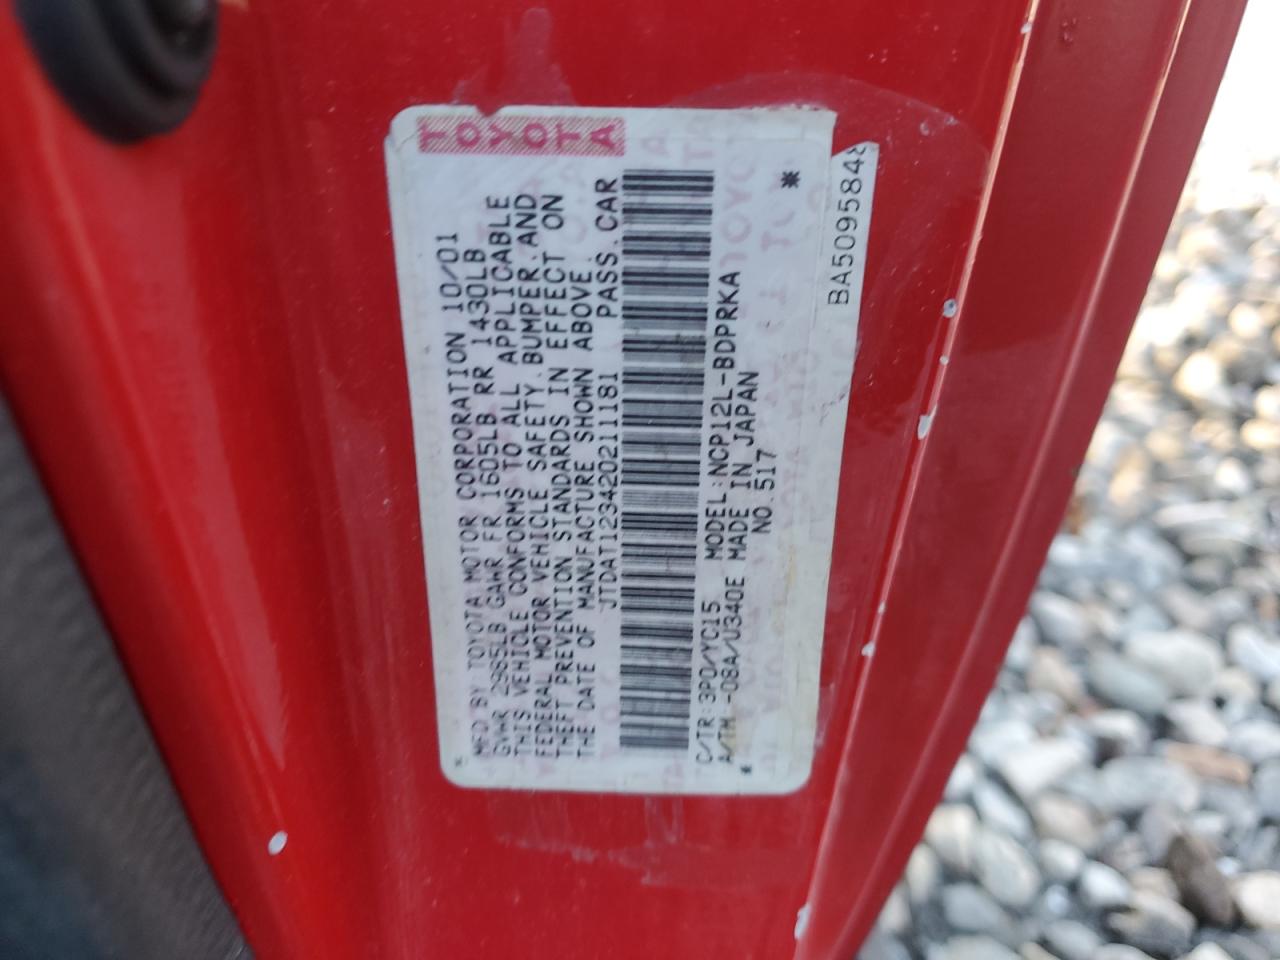 TOYOTA
MFD BY TOYOTA MOTOR CORPORATION 10/01
GVWR 2985LB GAWR FR 1605LB RR 1430LB
THIS VEHICLE CONFORMS TO ALL APPLICABLE
FEDERAL MOTOR VEHICLE SAFETY.BUMPER.AND
THEFT PREVENTION STANDARDS IN EFFECT ON
THE DATE OF MANUFACTURE SHOWN ABOVE.
JTDAT123420211181 PASS.CAR
C/TR:3P0/YC15 MODEL:NCP12L-BDPRKA
A/TM:-08A/U340E MADE IN JAPAN
NO.517
BA5095848